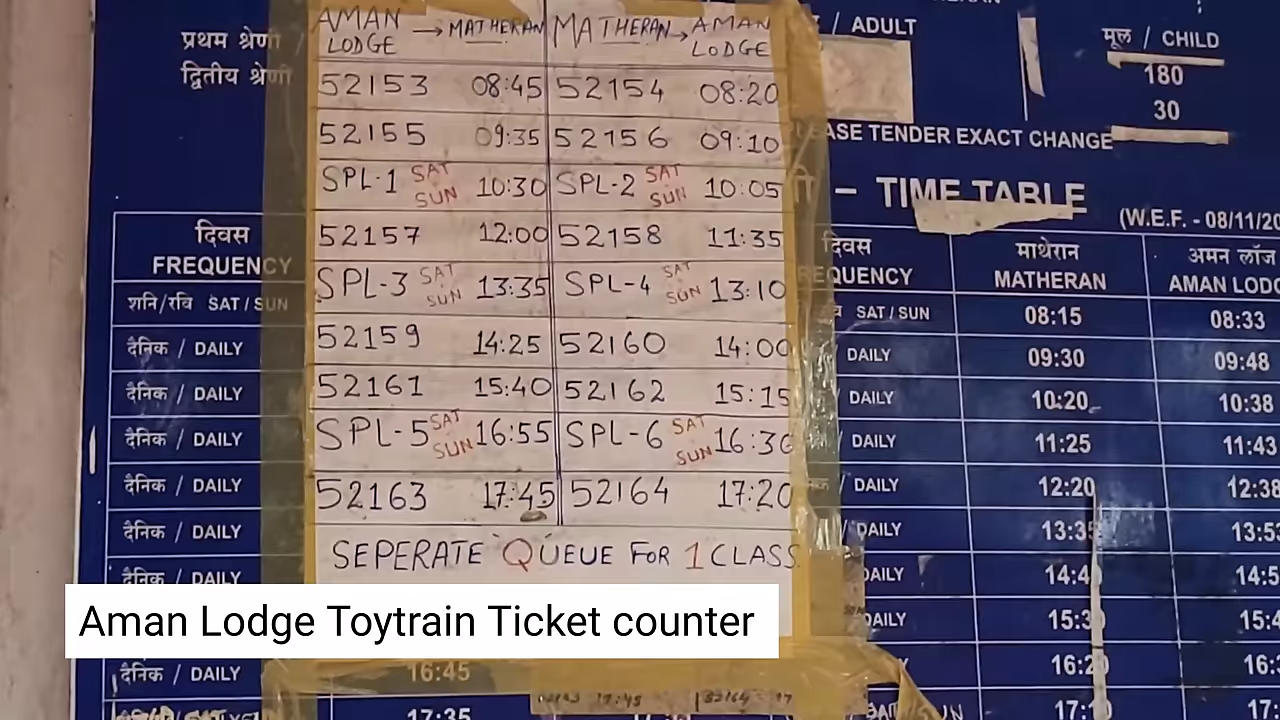 प्रथम श्रेणी
द्वितीय श्रेणी
AMAN LODGE → MATHERAN MATHERAN → AMAN LODGE
52153 08:45 52154 08:20
52155 09:35 52156 09:10
SPL-1 SAT SUN 10:30 SPL-2 SAT SUN 10:05
52157 12:00 52158 11:35
SPL-3 SAT SUN 13:35 SPL-4 SAT SUN 13:10
52159 14:25 52160 14:00
52161 15:40 52162 15:15
SPL-5 SAT SUN 16:55 SPL-6 SAT SUN 16:30
52163 17:45 52164 17:20
SEPERATE QUEUE FOR 1 CLASS
/ ADULT
मूल / CHILD
180
30
EXACT CHANGE
TENDER
– TIME TABLE
(W.E.F. - 08/11/20
दिवस
FREQUENCY
शनि/रवि SAT / SUN
दैनिक / DAILY
दैनिक / DAILY
दैनिक / DAILY
दैनिक / DAILY
दैनिक / DAILY
दैनिक / DAILY
दैनिक / DAILY
16:45
17:35
दिवस माथेरान अमन लॉज
MATHERAN AMAN
SAT / SUN 08:15 08:33
DAILY 09:30 09:48
DAILY 10:20 10:38
DAILY 11:25 11:43
DAILY 12:20
DAILY
DAILY
DAILY
Aman Lodge Toytrain Ticket counter